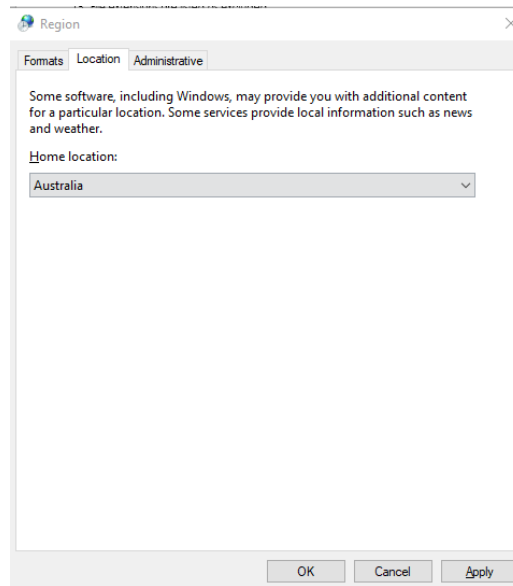 Region
Formats Location Administrative
Some software, including Windows, may provide you with additional content
for a particular location. Some services provide local information such as news
and weather.
Home location:
Australia
OK Cancel Apply